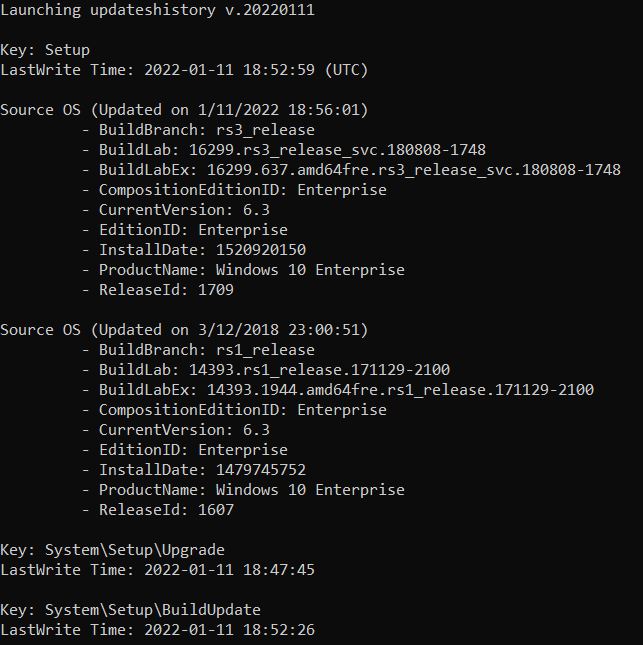 Launching updateshistory v.20220111
Key: Setup
LastWrite Time: 2022-01-11 18:52:59 (UTC)
Source OS (Updated on 1/11/2022 18:56:01)
- BuildBranch: rs3_release
- BuildLab: 16299.rs3_release_svc.180808-1748
- BuildLabEx: 16299.637.amd64fre.rs3_release_svc.180808-1748
- CompositionEditionID: Enterprise
- CurrentVersion: 6.3
- EditionID: Enterprise
- InstallDate: 1520920150
- ProductName: Windows 10 Enterprise
- ReleaseId: 1709
Source OS (Updated on 3/12/2018 23:00:51)
- BuildBranch: rs1_release
- BuildLab: 14393.rs1_release.171129-2100
- BuildLabEx: 14393.1944.amd64fre.rs1_release.171129-2100
- CompositionEditionID: Enterprise
- CurrentVersion: 6.3
- EditionID: Enterprise
- InstallDate: 1479745752
- ProductName: Windows 10 Enterprise
- ReleaseId: 1607
Key: System\Setup\Upgrade
LastWrite Time: 2022-01-11 18:47:45
Key: System\Setup\BuildUpdate
LastWrite Time: 2022-01-11 18:52:26